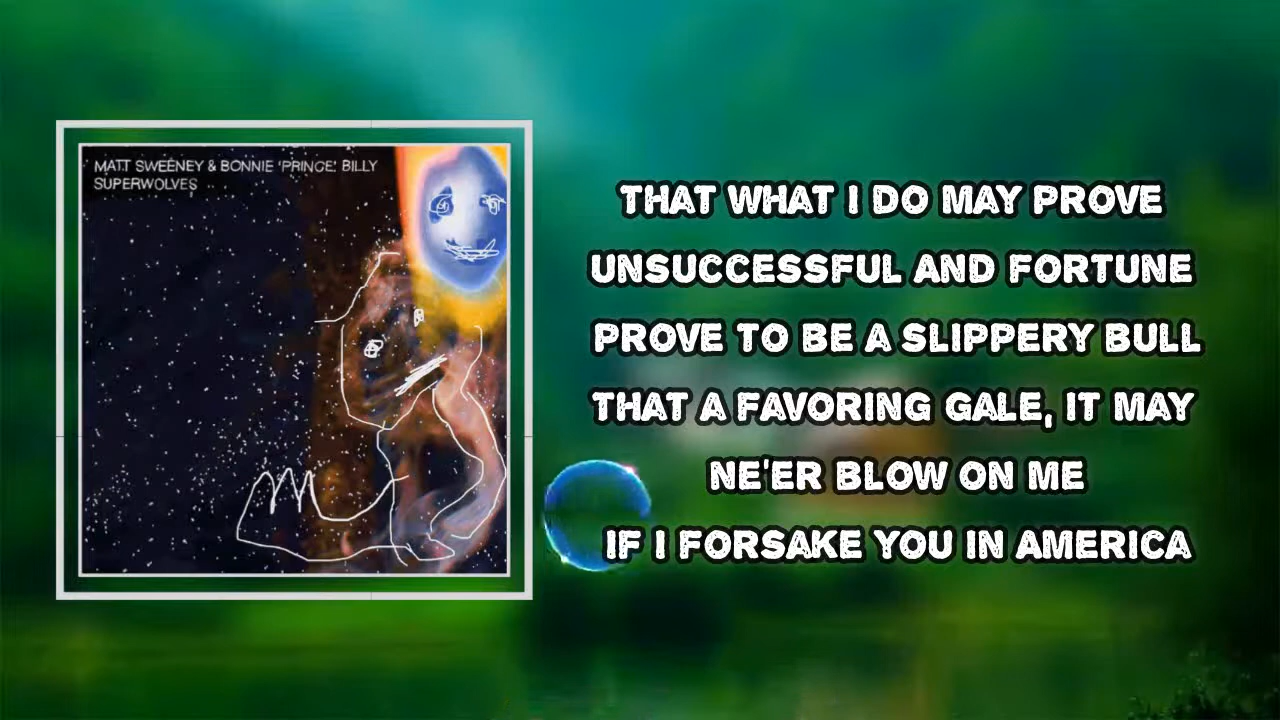 MATT SWEENEY & BONNIE 'PRINCE' BILLY
SUPERWOLVES
THAT WHAT I DO MAY PROVE
UNSUCCESSFUL AND FORTUNE
PROVE TO BE A SLIPPERY BULL
THAT A FAVORING GALE, IT MAY
NE'ER BLOW ON ME
IF I FORSAKE YOU IN AMERICA